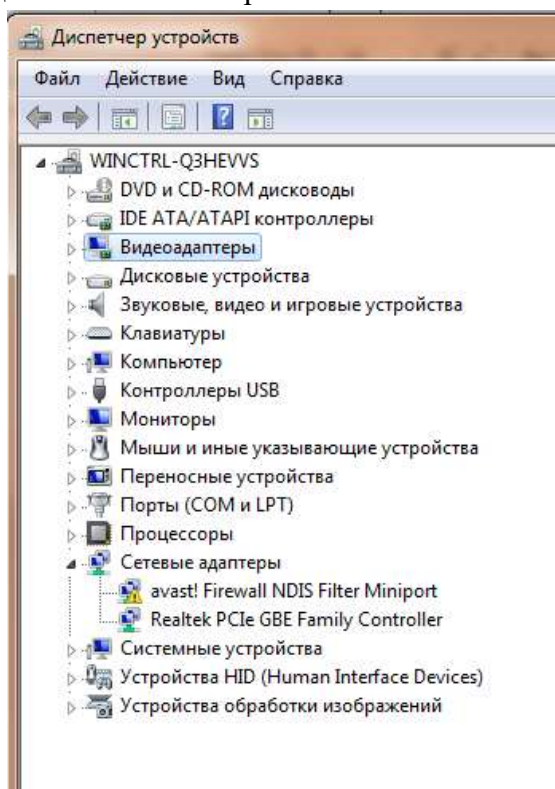 Диспетчер устройств
Файл Действие Вид Справка
WINCTRL-Q3HEVVS
DVD и CD-ROM дисководы
IDE ATA/ATAPI контроллеры
Видеоадаптеры
Дисковые устройства
Звуковые, видео и игровые устройства
Клавиатуры
Компьютер
Контроллеры USB
Мониторы
Мыши и иные указывающие устройства
Переносные устройства
Порты (COM и LPT)
Процессоры
Сетевые адаптеры
avast! Firewall NDIS Filter Miniport
Realtek PCIe GBE Family Controller
Системные устройства
Устройства HID (Human Interface Devices)
Устройства обработки изображений